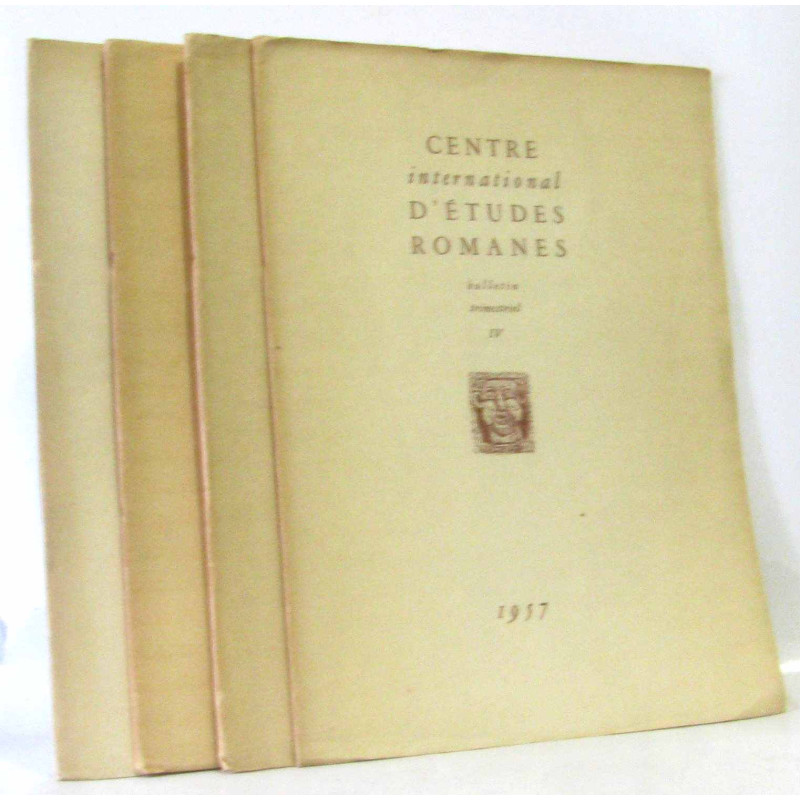 CENTRE
international
D'ÉTUDES
ROMANES
bulletin
trimestriel
IV
1957